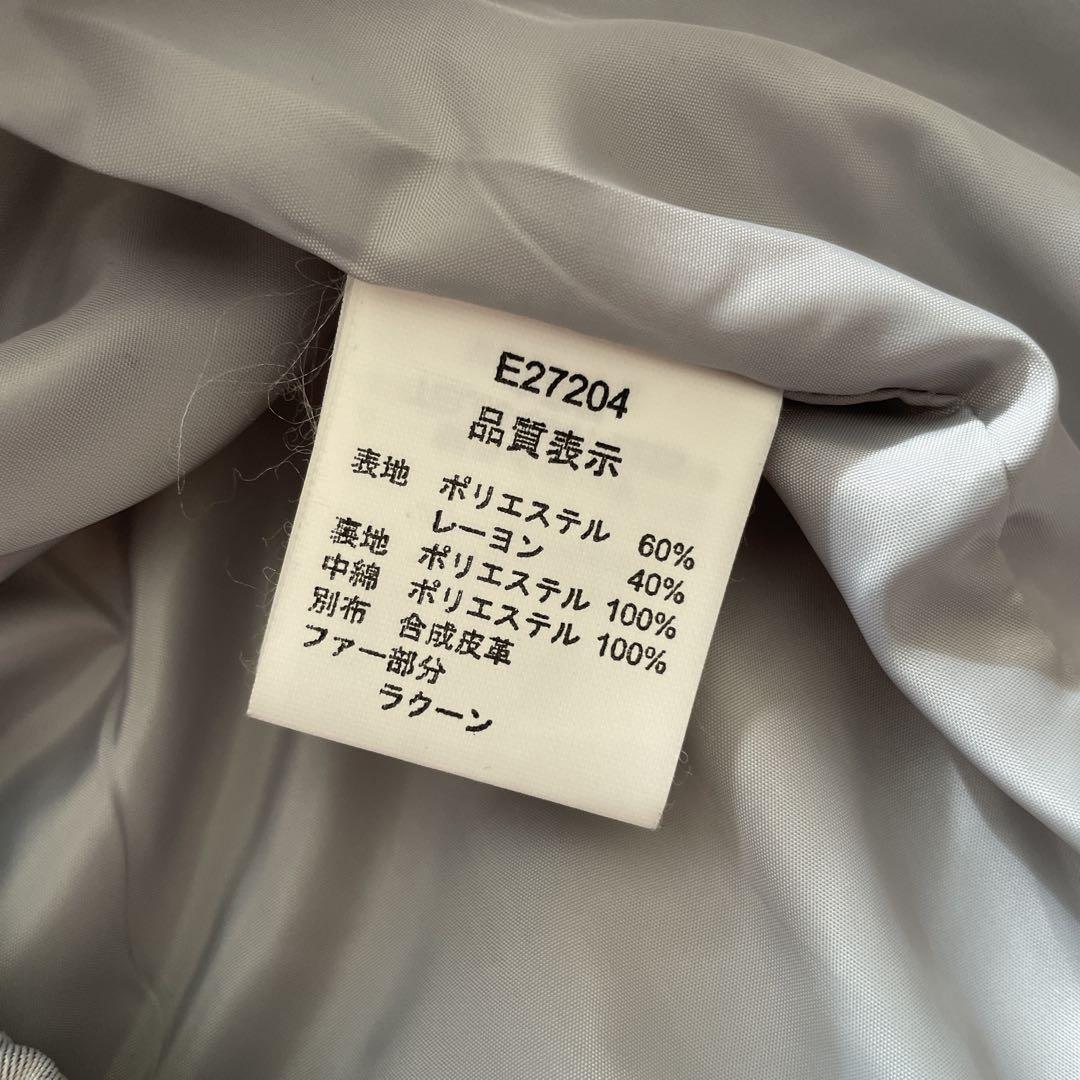 E27204
品質表示
表地 ポリエステル 60%
レーヨン 40%
裏地 ポリエステル 100%
中綿 ポリエステル 100%
別布 合成皮革
ファー部分
ラクーン